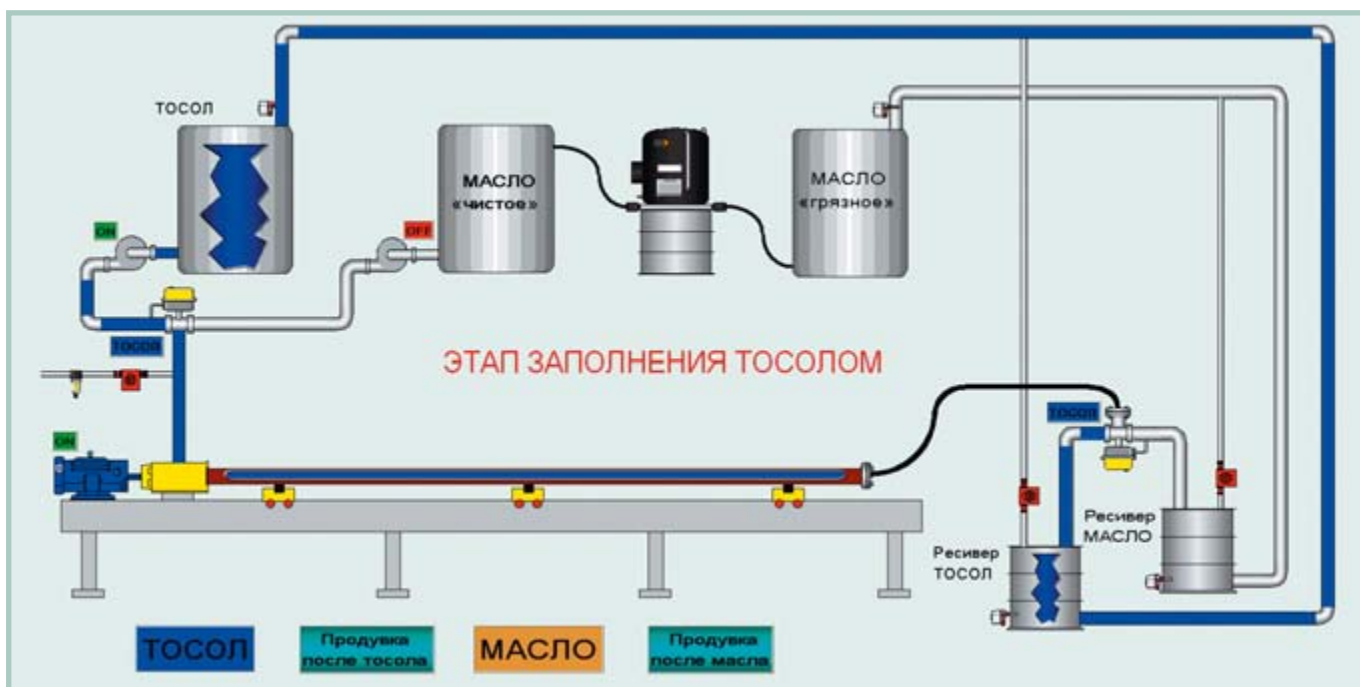 ТОСОЛ
МАСЛО
«чистое»
МАСЛО
«грязное»
ON
OFF
ТОСОЛ
ЭТАП ЗАПОЛНЕНИЯ ТОСОЛОМ
ТОСОЛ
ON
Ресивер
МАСЛО
Ресивер
ТОСОЛ
ТОСОЛ
Продувка
после тосола
МАСЛО
Продувка
после масла